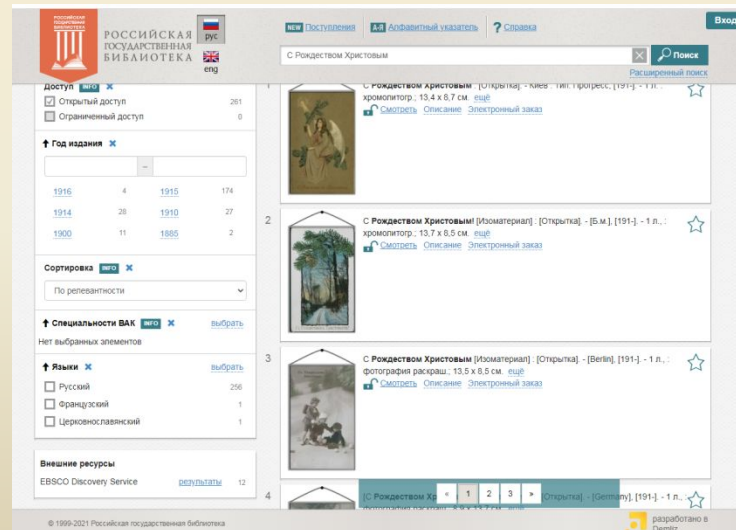 РОССИЙСКАЯ
ГОСУДАРСТВЕННАЯ
БИБЛИОТЕКА
РОССИЙСКАЯ
ГОСУДАРСТВЕННАЯ
БИБЛИОТЕКА
рус
eng
NEW Поступления
А-Я Алфавитный указатель
? Справка
Вход
С Рождеством Христовым
Поиск
Расширенный поиск
Доступ INFO
Открытый доступ 261
Ограниченный доступ 0
Год издания
–
1916 4 1915 174
1914 28 1910 27
1900 11 1885 2
Сортировка INFO
По релевантности
Специальности ВАК INFO выбрать
Нет выбранных элементов
Языки выбрать
Русский 256
Французский 1
Церковнославянский 1
Внешние ресурсы
EBSCO Discovery Service результаты 12
© 1999-2021 Российская государственная библиотека
1
С Рождеством Христовым : [Открытка]. - Киев : Тип. Прогресс, [191-]. - 1 л. :
хромолитогр.; 13,4 х 8,7 см. ещё
Смотреть Описание Электронный заказ
2
С Рождеством Христовым! [Изоматериал] : [Открытка]. - [Б.м.], [191-]. - 1 л., :
хромолитогр.; 13,7 х 8,5 см. ещё
Смотреть Описание Электронный заказ
3
С Рождеством Христовым [Изоматериал] : [Открытка]. - [Berlin], [191-]. - 1 л., :
фотография раскраш.; 13,5 х 8,5 см. ещё
Смотреть Описание Электронный заказ
4
[С Рождеством Хр
[Открытка]. - [Germany], [191-]. - 1 л.,
« 1 2 3 »
разработано в